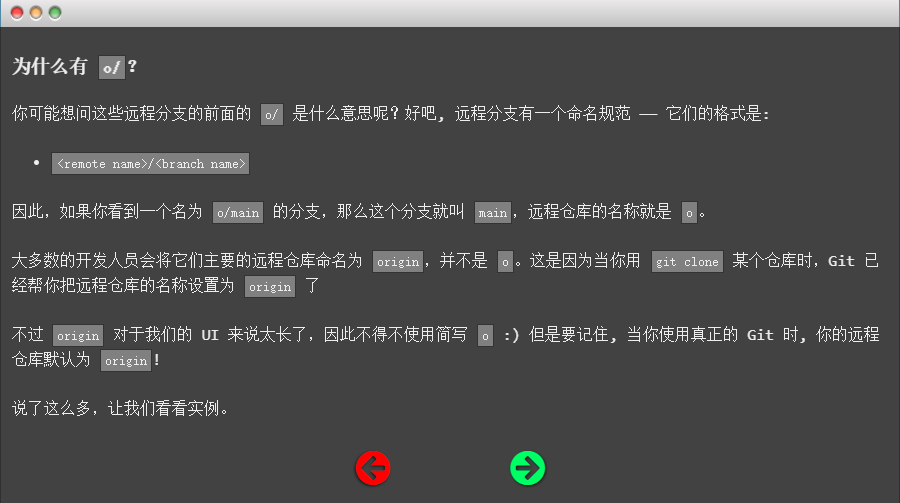 为什么有 o/？
你可能想问这些远程分支的前面的 o/ 是什么意思呢？好吧, 远程分支有一个命名规范 —— 它们的格式是:
<remote name>/<branch name>
因此，如果你看到一个名为 o/main 的分支，那么这个分支就叫 main，远程仓库的名称就是 o。
大多数的开发人员会将它们主要的远程仓库命名为 origin，并不是 o。这是因为当你用 git clone 某个仓库时，Git 已
经帮你把远程仓库的名称设置为 origin 了
不过 origin 对于我们的 UI 来说太长了，因此不得不使用简写 o :) 但是要记住, 当你使用真正的 Git 时, 你的远程
仓库默认为 origin!
说了这么多，让我们看看实例。